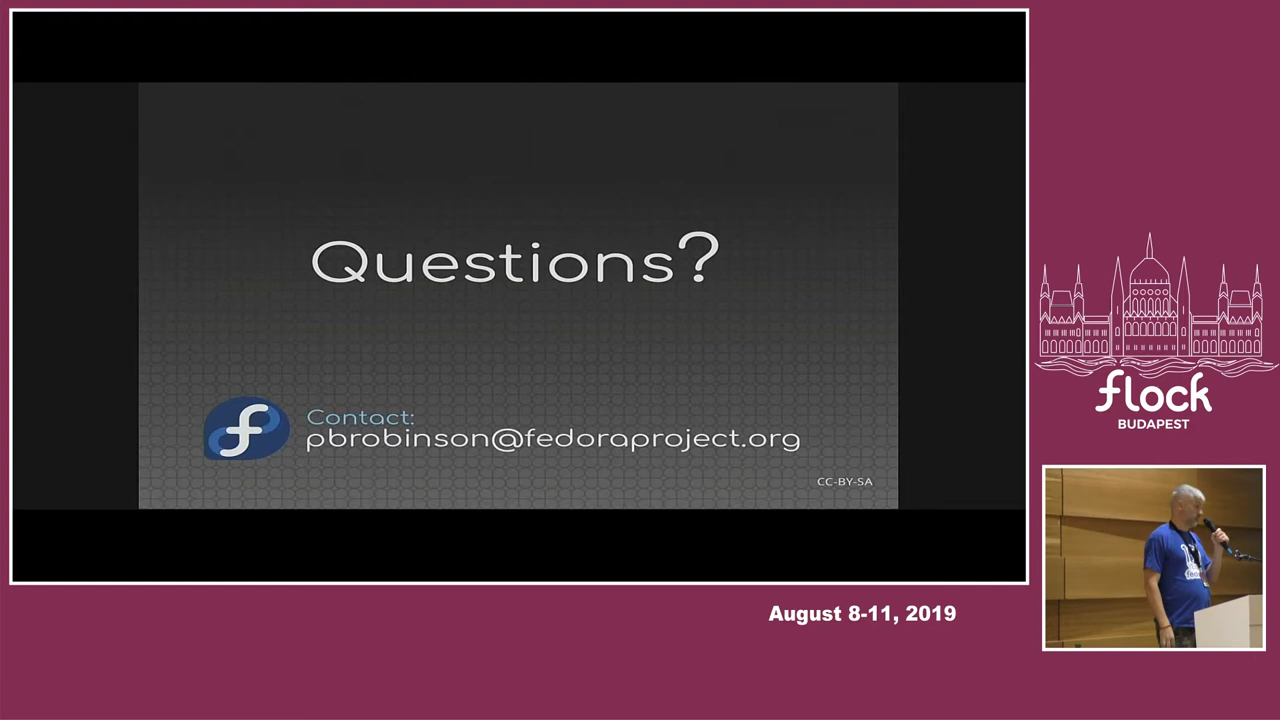 Questions?
Contact:
pbrobinson@fedoraproject.org
CC-BY-SA
flock
BUDAPEST
August 8-11, 2019